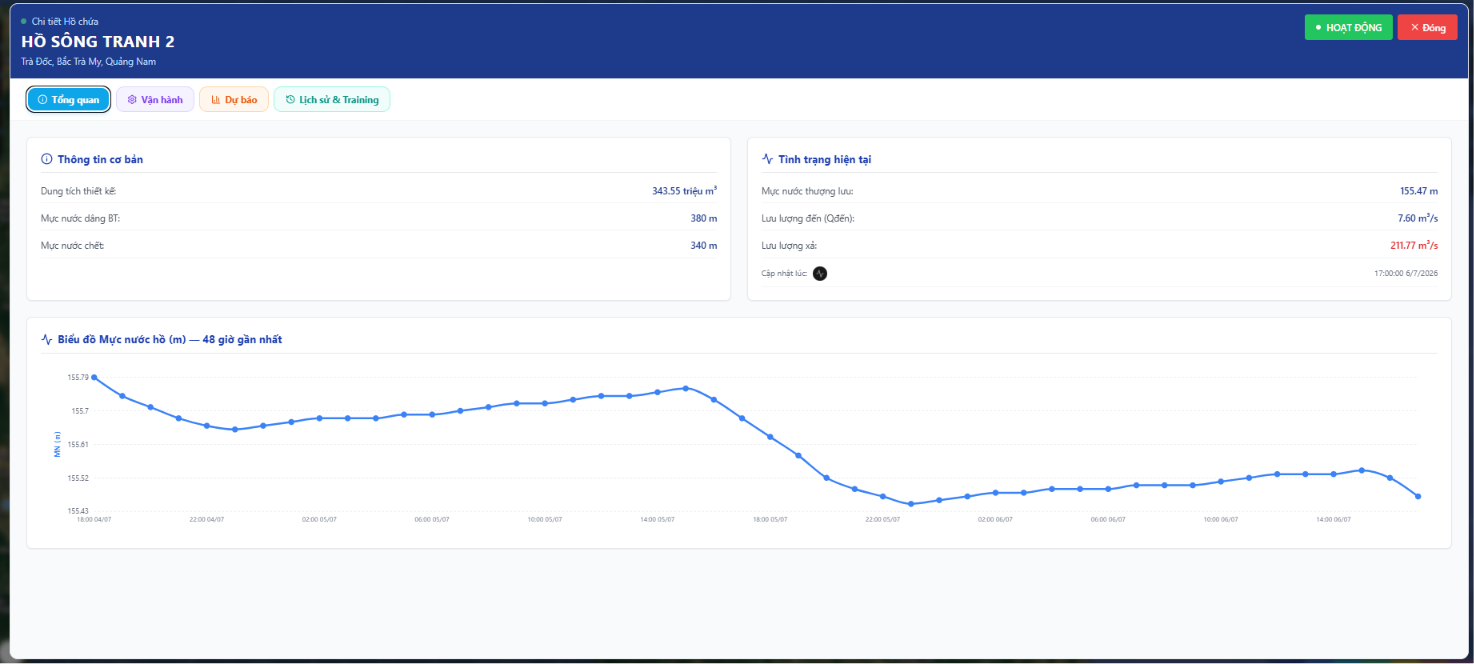 Chi tiết Hồ chứa
HỒ SÔNG TRANH 2
Trà Đốc, Bắc Trà My, Quảng Nam
HOẠT ĐỘNG
× Đóng
Tổng quan
Vận hành
Dự báo
Lịch sử & Training
Thông tin cơ bản
Dung tích thiết kế: 343.55 triệu m³
Mực nước dâng BT: 380 m
Mực nước chết: 340 m
Tình trạng hiện tại
Mực nước thượng lưu: 155.47 m
Lưu lượng đến (Qđến): 7.60 m³/s
Lưu lượng xả: 211.77 m³/s
Cập nhật lúc: 17:00:00 6/7/2026
Biểu đồ Mực nước hồ (m) — 48 giờ gần nhất
MN (m)
155.79
155.7
155.61
155.52
155.43
18:00 04/07 22:00 04/07 02:00 05/07 06:00 05/07 10:00 05/07 14:00 05/07 18:00 05/07 22:00 05/07 02:00 06/07 06:00 06/07 10:00 06/07 14:00 06/07